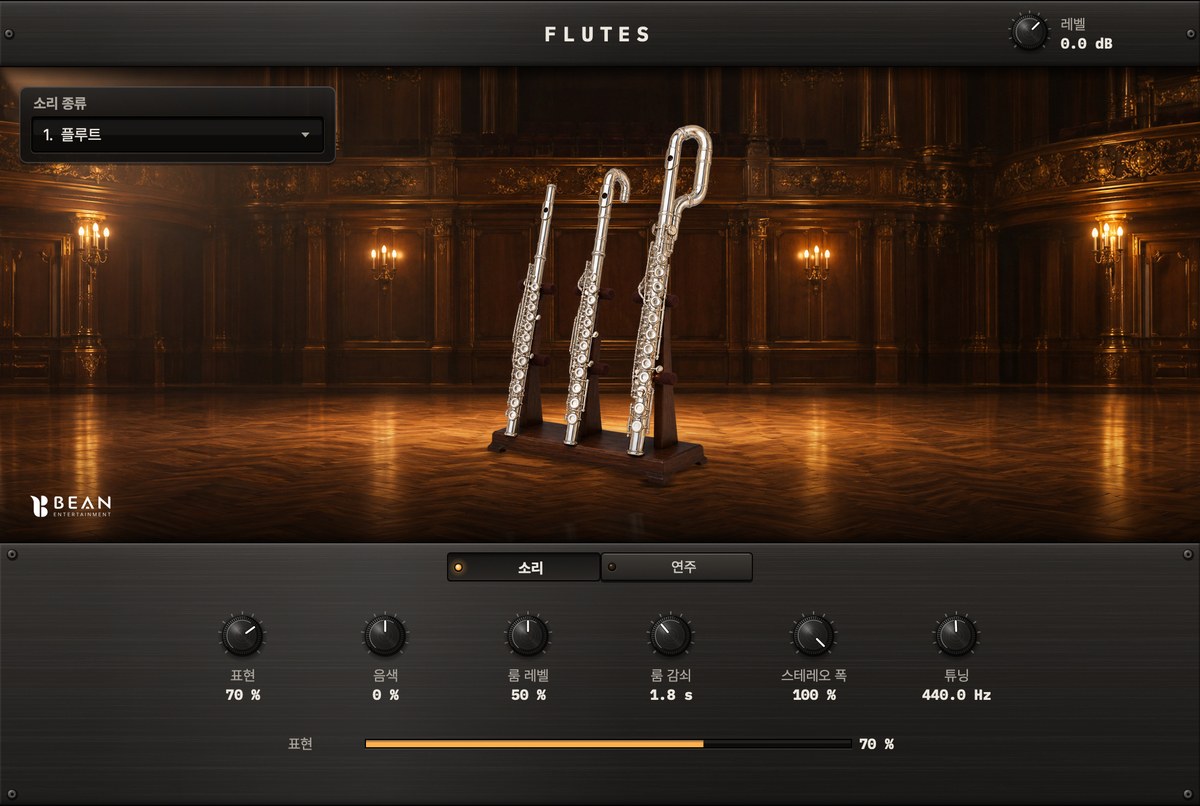 FLUTES
레벨
0.0 dB
소리 종류
1. 플루트
BEAN
ENTERTAINMENT
소리
연주
표현
70 %
음색
0 %
룸 레벨
50 %
룸 감쇠
1.8 s
스테레오 폭
100 %
튜닝
440.0 Hz
표현
70 %